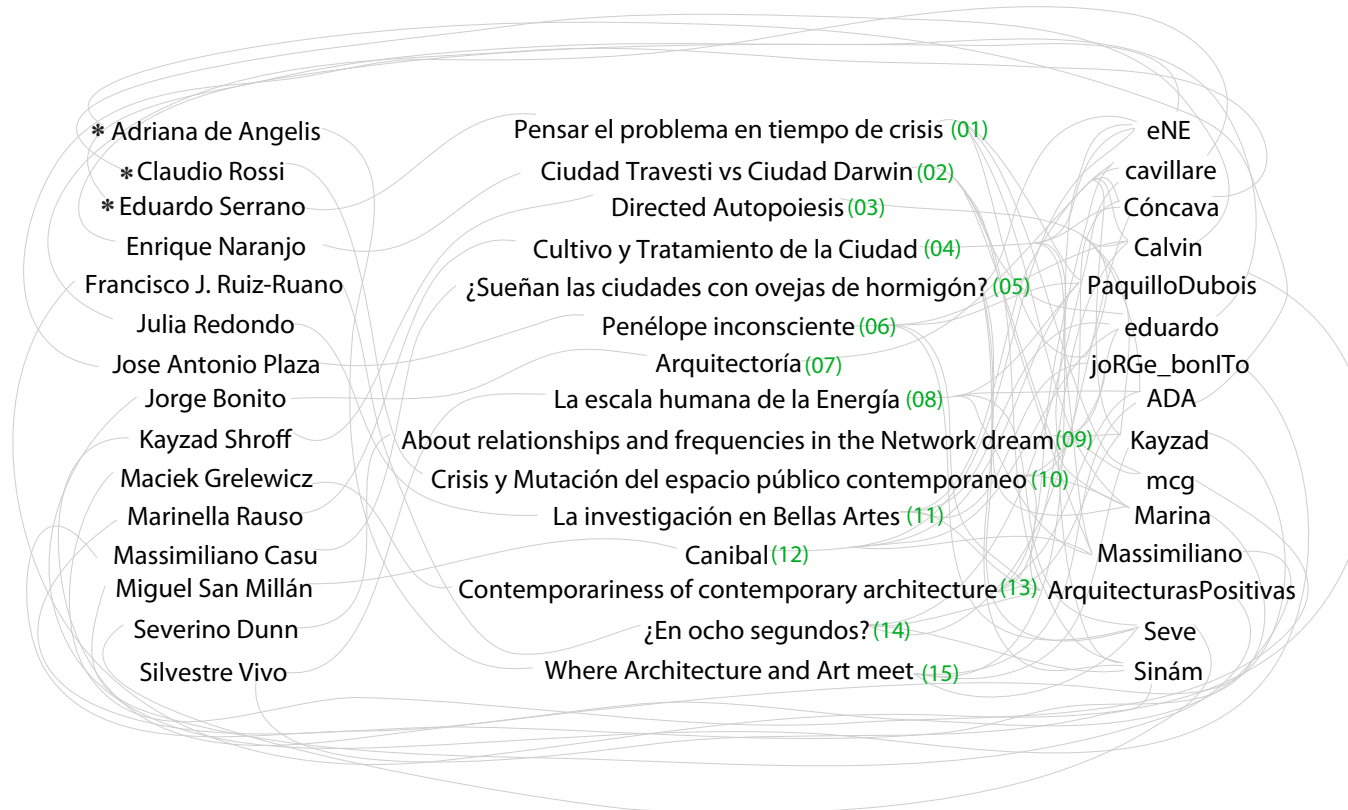 * Adriana de Angelis
* Claudio Rossi
* Eduardo Serrano
Enrique Naranjo
Francisco J. Ruiz-Ruano
Julia Redondo
Jose Antonio Plaza
Jorge Bonito
Kayzad Shroff
Maciek Grelewicz
Marinella Rauso
Massimiliano Casu
Miguel San Millán
Severino Dunn
Silvestre Vivo
Pensar el problema en tiempo de crisis (01)
Ciudad Travesti vs Ciudad Darwin (02)
Directed Autopoiesis (03)
Cultivo y Tratamiento de la Ciudad (04)
¿Sueñan las ciudades con ovejas de hormigón? (05)
Penélope inconsciente (06)
Arquitectoría (07)
La escala humana de la Energía (08)
About relationships and frequencies in the Network dream (09)
Crisis y Mutación del espacio público contemporaneo (10)
La investigación en Bellas Artes (11)
Canibal (12)
Contemporariness of contemporary architecture (13)
¿En ocho segundos? (14)
Where Architecture and Art meet (15)
eNE
cavillare
Cóncava
Calvin
PaquilloDubois
eduardo
joRGe_bonITo
ADA
Kayzad
mcg
Marina
Massimiliano
ArquitecturasPositivas
Seve
Sinám